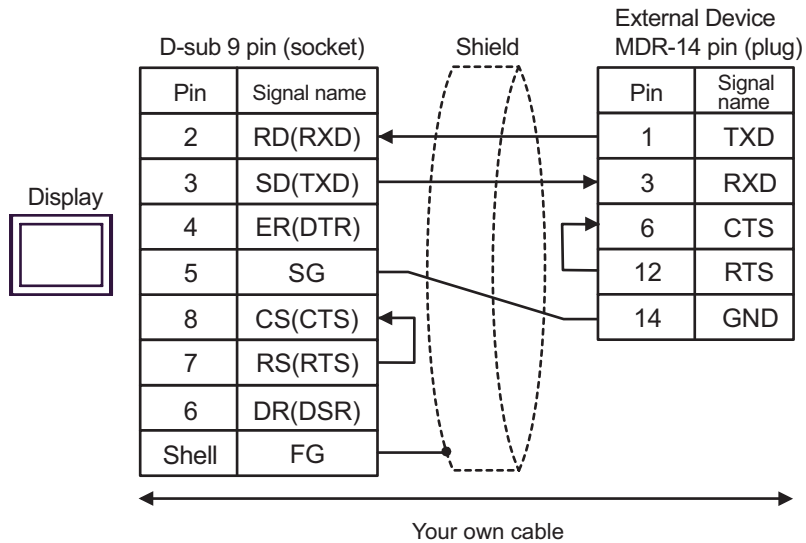 External Device
D-sub 9 pin (socket) Shield MDR-14 pin (plug)
Pin Signal name Pin Signal name
2 RD(RXD) 1 TXD
3 SD(TXD) 3 RXD
Display
4 ER(DTR) 6 CTS
5 SG 12 RTS
8 CS(CTS) 14 GND
7 RS(RTS)
6 DR(DSR)
Shell FG
Your own cable